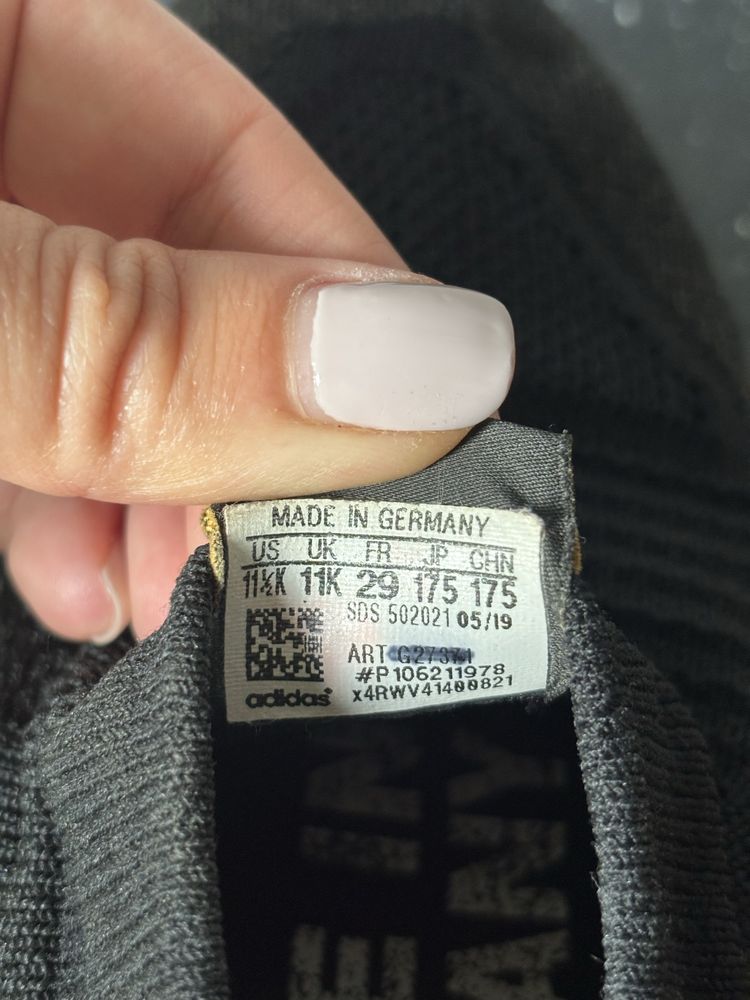 MADE IN GERMANY
US UK FR JP CHN
11½K 11K 29 175 175
SDS 502021 05/19
ART G27371
#P106211978
x4RWV41400821
adidas